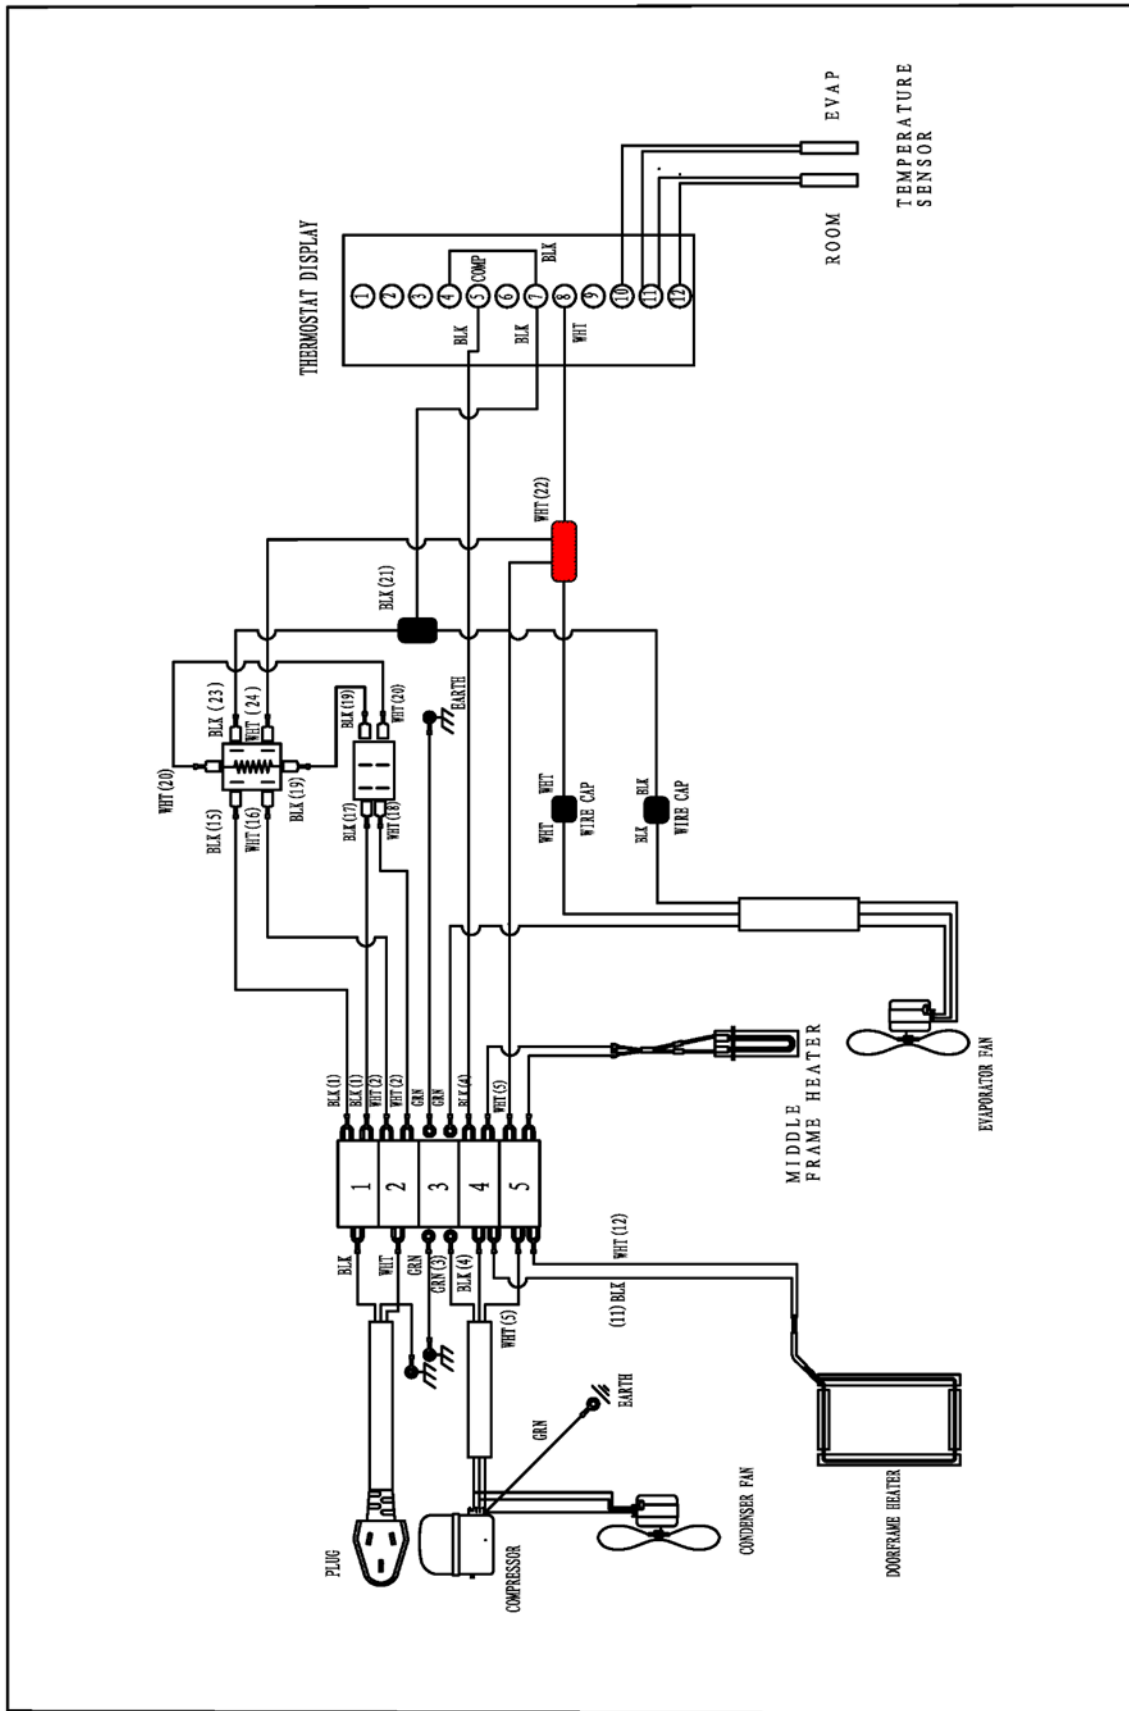 THERMOSTAT DISPLAY
1
2
3
4
5
COMP
6
7
8
9
10
11
12
BLK
BLK
BLK
WHT
EVAP
ROOM
TEMPERATURE
SENSOR
WHT(22)
BLK(21)
BLK(23)
WHT(24)
WHT(20)
BLK(15)
WHT(16)
BLK(19)
BLK(19)
WHT(20)
BLK(17)
WHT(18)
EARTH
WHT
WHT
WIRE CAP
BLK
BLK
WIRE CAP
BLK(1)
BLK(1)
WHT(2)
WHT(2)
GRN
GRN
BLK(4)
WHT(5)
1
2
3
4
5
BLK
WHT
GRN
GRN(3)
BLK(4)
WHT(5)
(11)BLK
WHT(12)
MIDDLE
FRAME HEATER
EVAPORATOR FAN
PLUG
COMPRESSOR
GRN
EARTH
CONDENSER FAN
DOORFRAME HEATER